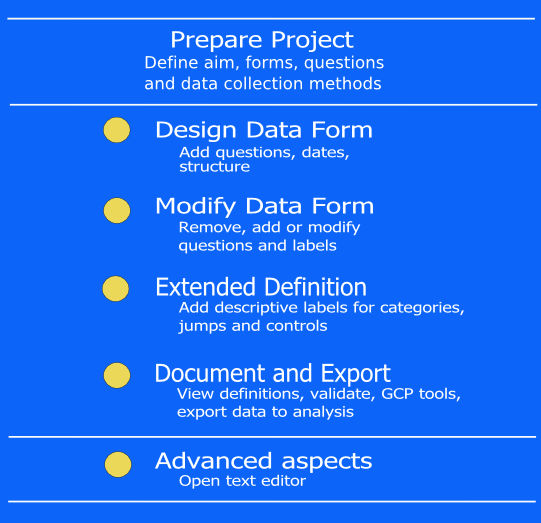 Prepare Project
Define aim, forms, questions
and data collection methods
Design Data Form
Add questions, dates,
structure
Modify Data Form
Remove, add or modify
questions and labels
Extended Definition
Add descriptive labels for categories,
jumps and controls
Document and Export
View definitions, validate, GCP tools,
export data to analysis
Advanced aspects
Open text editor